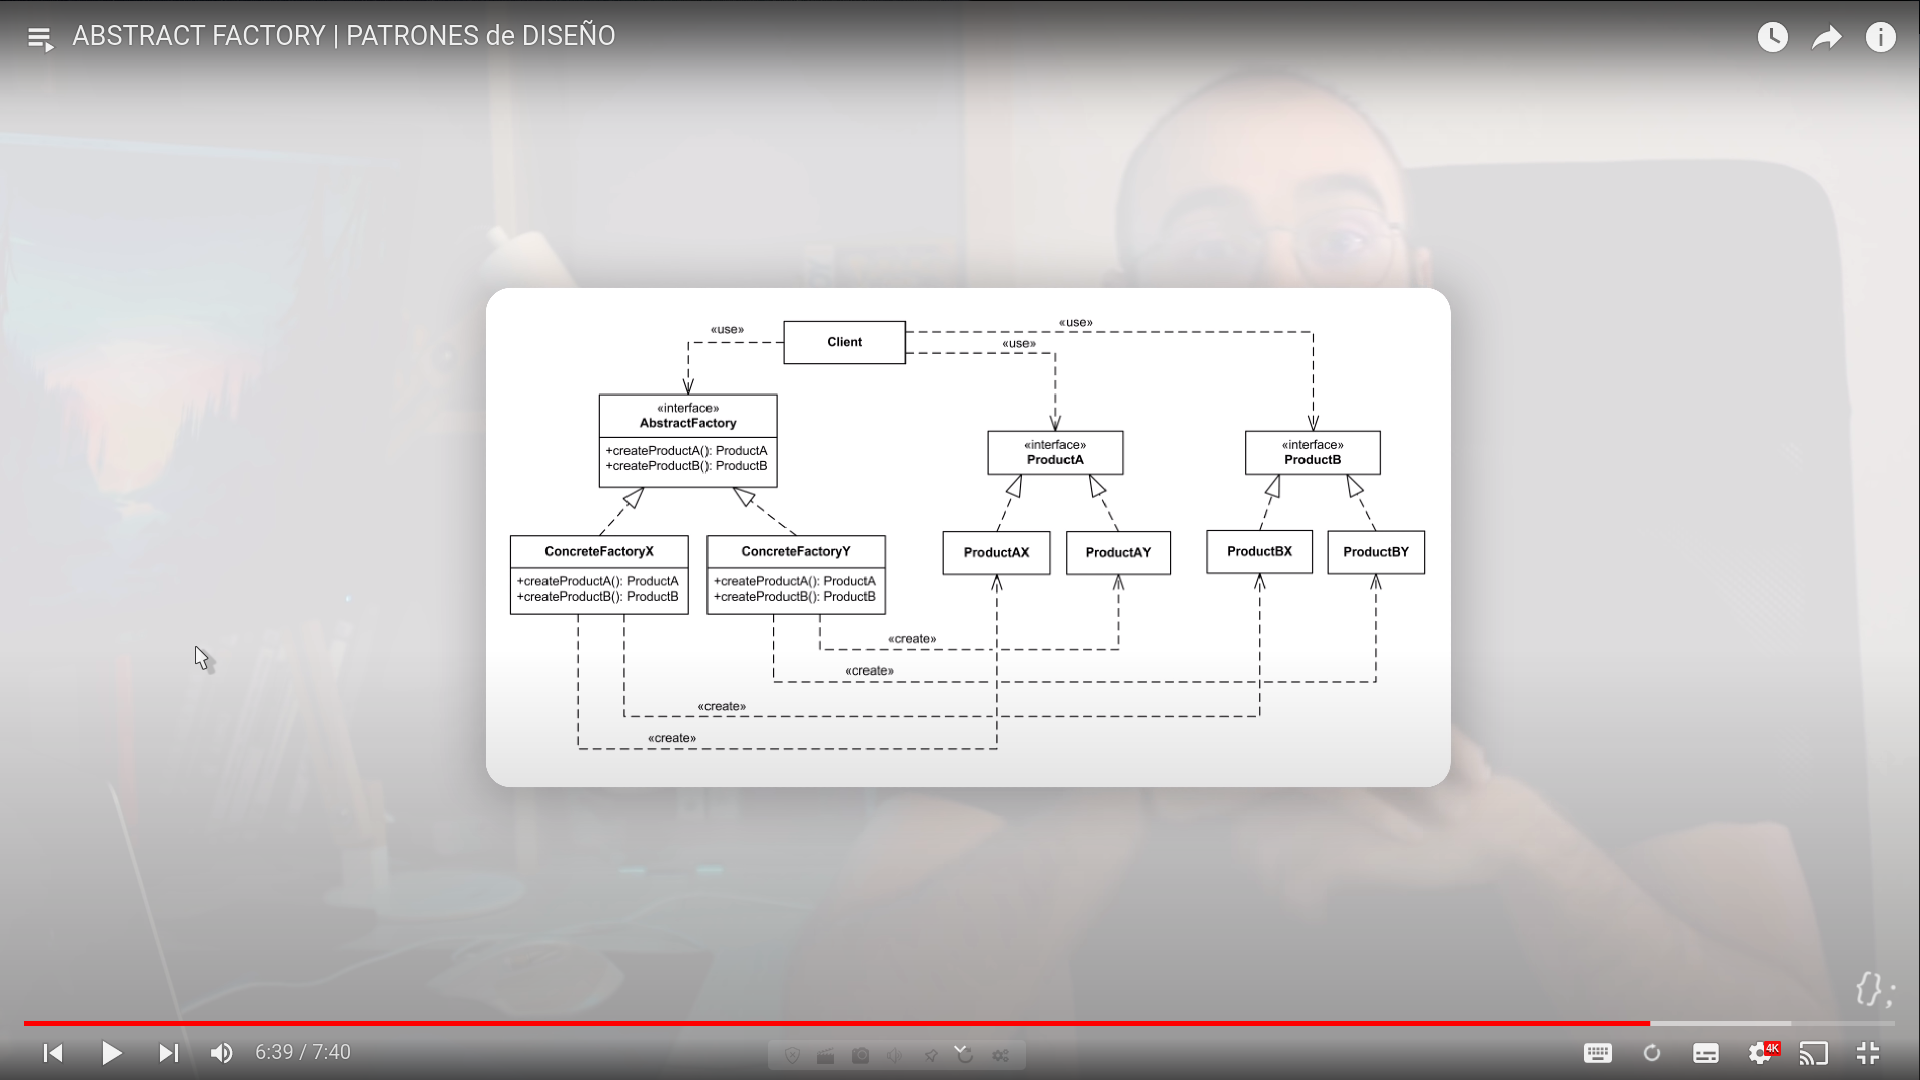 ABSTRACT FACTORY | PATRONES de DISEÑO
«use»
Client
«use»
«use»
«interface»
AbstractFactory
+createProductA(): ProductA
+createProductB(): ProductB
«interface»
ProductA
«interface»
ProductB
ConcreteFactoryX
+createProductA(): ProductA
+createProductB(): ProductB
ConcreteFactoryY
+createProductA(): ProductA
+createProductB(): ProductB
ProductAX
ProductAY
ProductBX
ProductBY
«create»
«create»
«create»
«create»
{};
6:39 / 7:40
4K